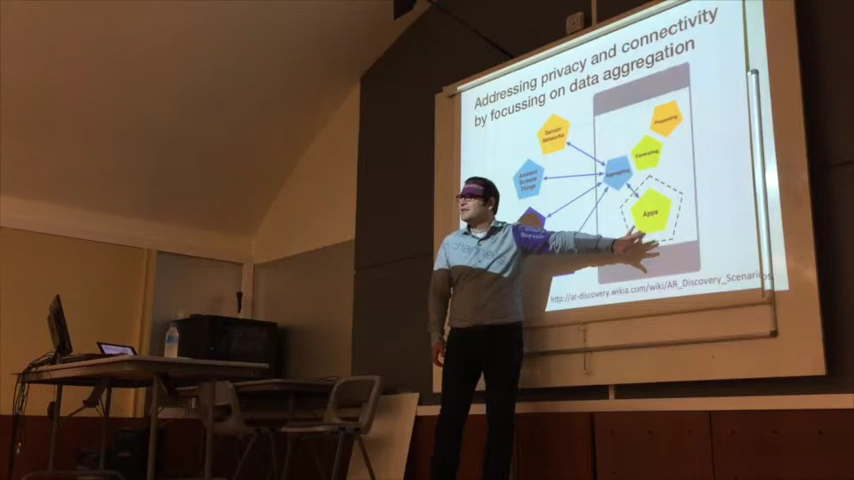 Addressing privacy and connectivity
by focussing on data aggregation
Sensor
Networks
Processing
Controlling
Ambient
Screens
Things
Apps
http://ar-discovery.wikia.com/wiki/AR_Discovery_Scenarios